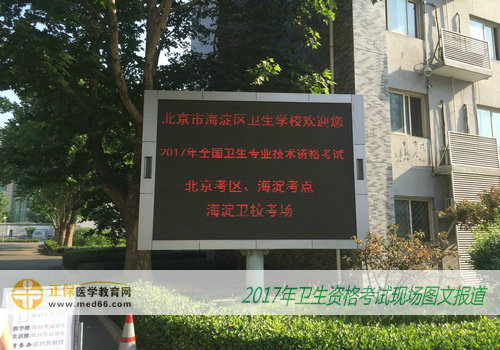 北京市海淀区卫生学校欢迎您
2017年全国卫生专业技术资格考试
北京考区、海淀考点
海淀卫校考场
正保医学教育网
www.med66.com
2017年卫生资格考试现场图文报道